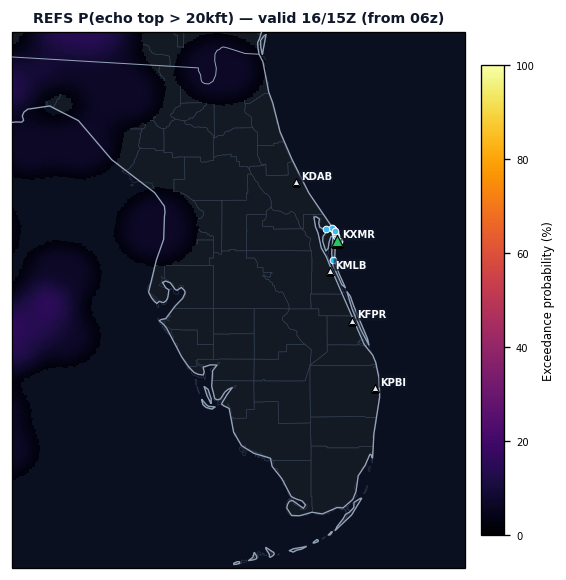 REFS P(echo top > 20kft) — valid 16/15Z (from 06z)
KDAB
KXMR
KMLB
KFPR
KPBI
100
80
60
40
20
0
Exceedance probability (%)